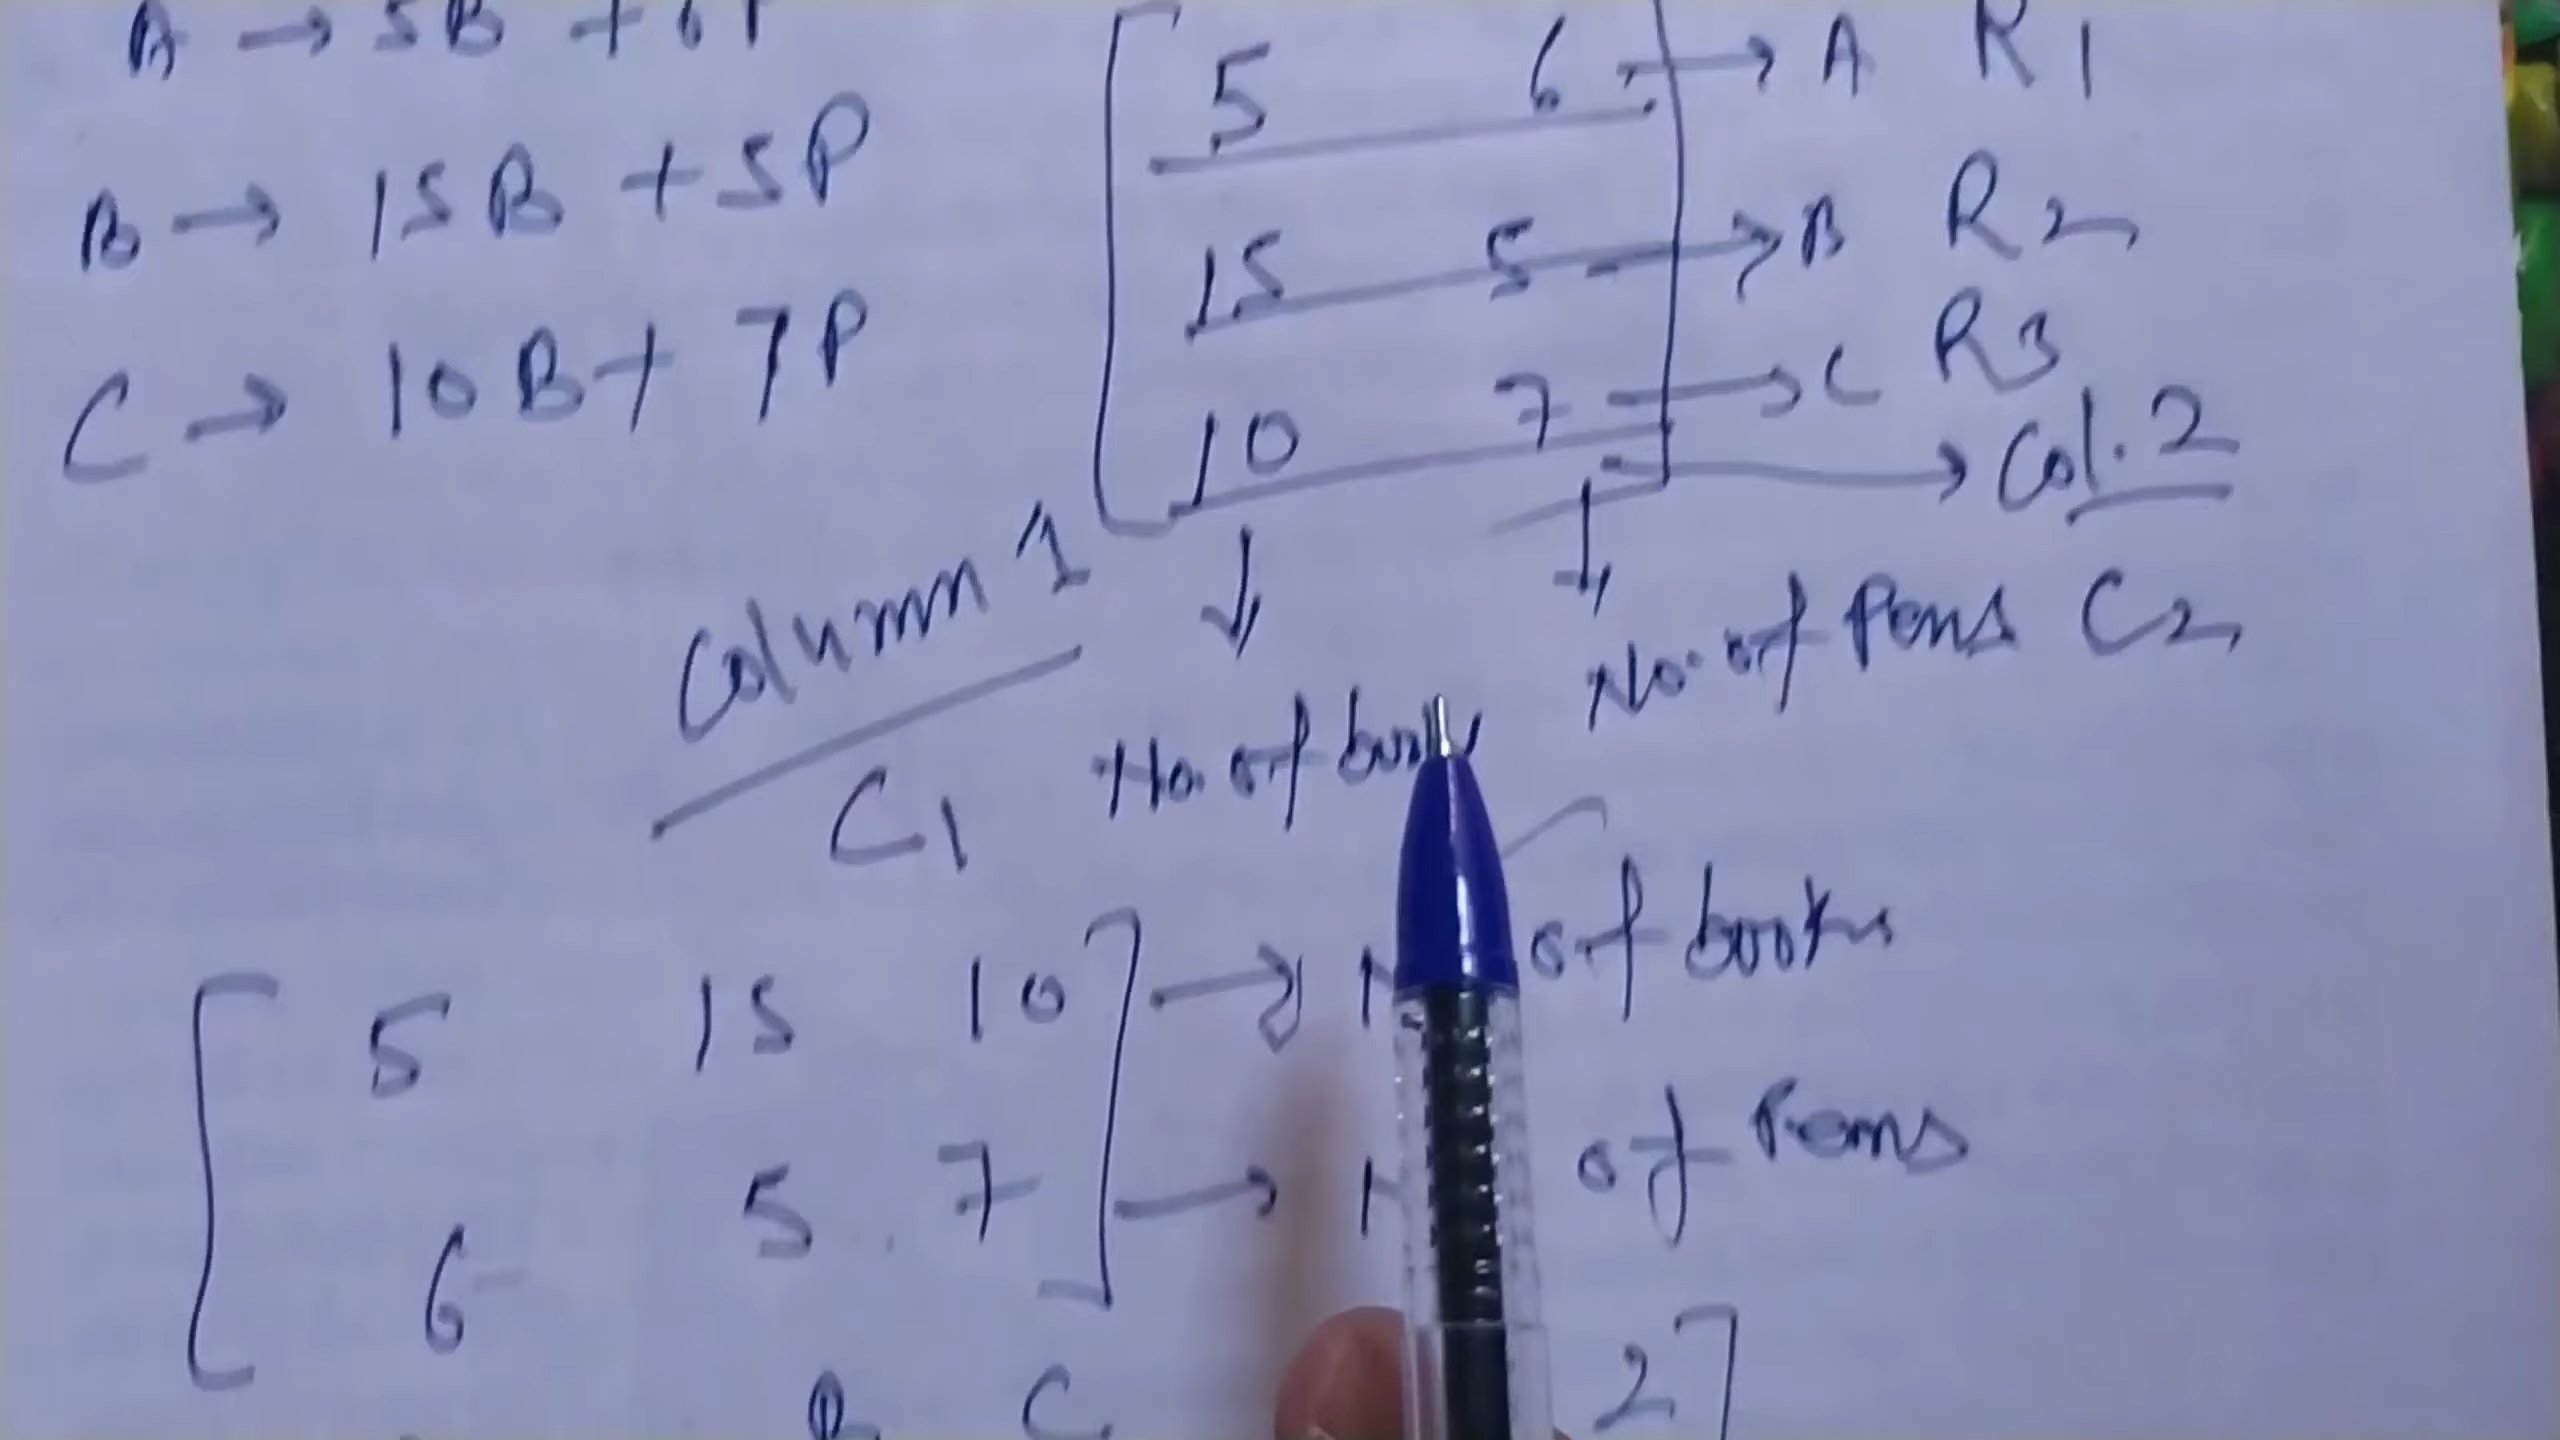 A → 5B + 6P
B → 15B + 5P
C → 10B + 7P
5 6 → A R1
15 5 → B R2
10 7 → C R3
→ Col. 2
Column 1
C1
↓ ↓
No. of books
No. of Pens C2
[ 5 15 10 ] → of books
6 5 7 → of Pens
B C
2